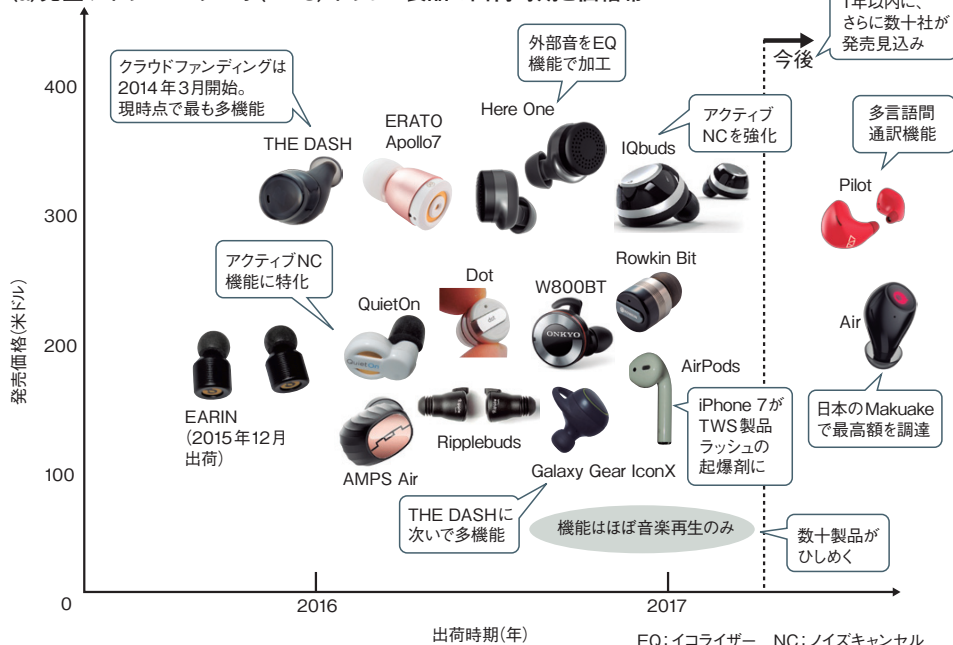 1年以内に、
さらに数十社が
発売見込み
今後
外部音をEQ
機能で加工
クラウドファンディングは
2014年3月開始。
現時点で最も多機能
400
Here One
アクティブ
NCを強化
多言語間
通訳機能
ERATO
Apollo7
THE DASH
IQbuds
Pilot
300
アクティブNC
機能に特化
Rowkin Bit
Dot
W800BT
QuietOn
ONKYO
QuietOn
dot
Air
200
発売価格(米ドル)
AirPods
EARIN
(2015年12月
出荷)
Ripplebuds
iPhone 7が
TWS製品
ラッシュの
起爆剤に
日本のMakuake
で最高額を調達
AMPS Air
Galaxy Gear IconX
100
THE DASHに
次いで多機能
機能はほぼ音楽再生のみ
数十製品が
ひしめく
0
2016
2017
出荷時期(年)
EQ:イコライザー NC:ノイズキャンセル